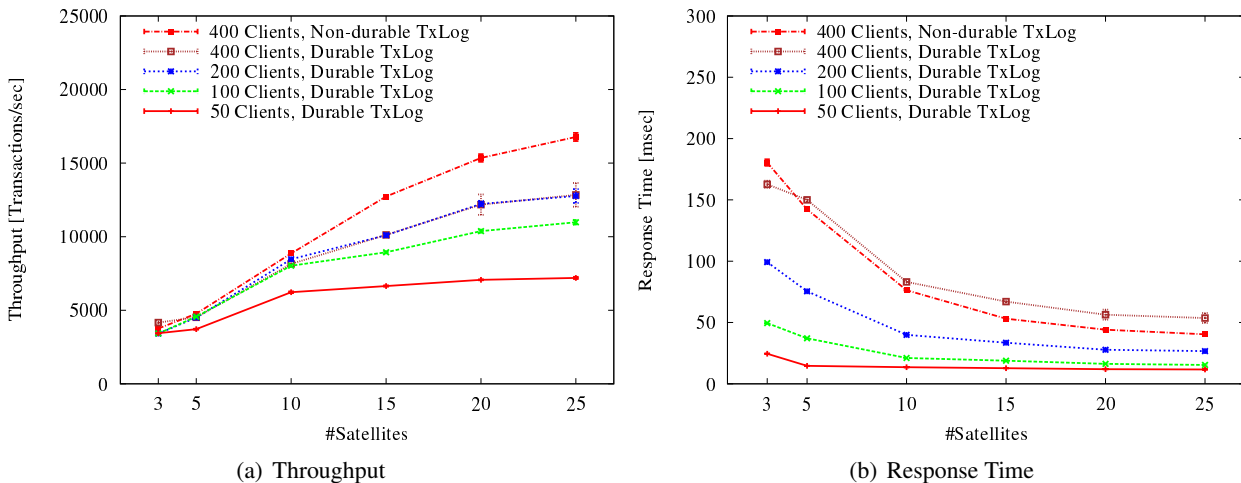 25000
20000
15000
10000
5000
0
Throughput [Transactions/sec]
400 Clients, Non-durable TxLog
400 Clients, Durable TxLog
200 Clients, Durable TxLog
100 Clients, Durable TxLog
50 Clients, Durable TxLog
3 5 10 15 20 25
#Satellites
(a) Throughput
300
250
200
150
100
50
0
Response Time [msec]
400 Clients, Non-durable TxLog
400 Clients, Durable TxLog
200 Clients, Durable TxLog
100 Clients, Durable TxLog
50 Clients, Durable TxLog
3 5 10 15 20 25
#Satellites
(b) Response Time